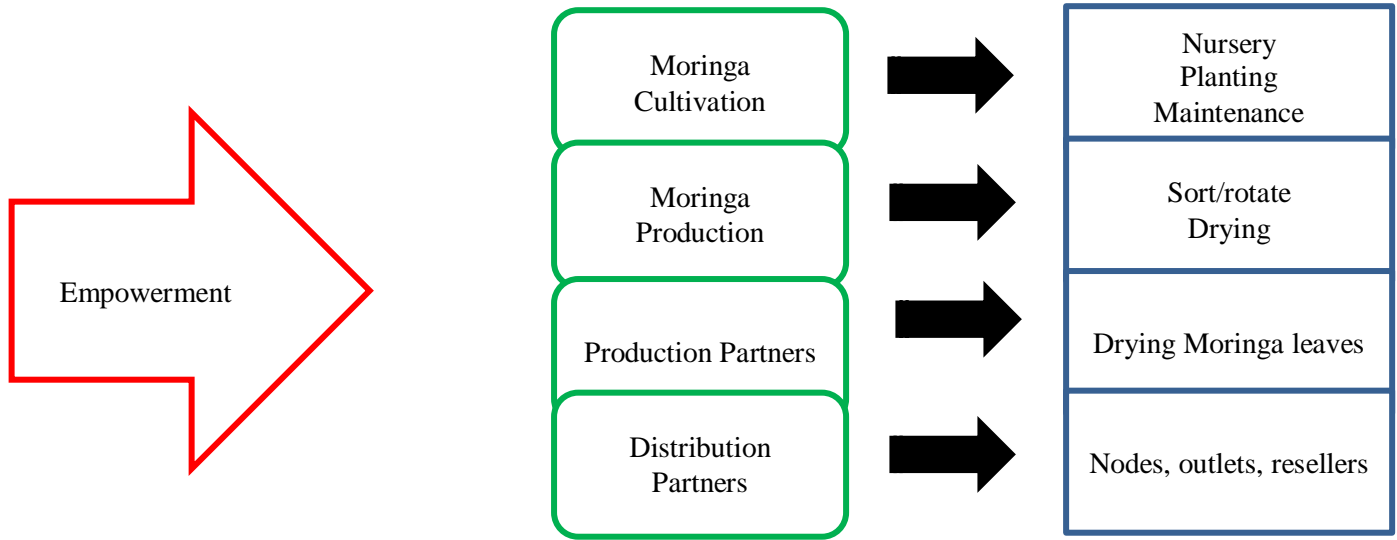 Empowerment
Moringa
Cultivation
Nursery
Planting
Maintenance
Moringa
Production
Sort/rotate
Drying
Production Partners
Drying Moringa leaves
Distribution
Partners
Nodes, outlets, resellers